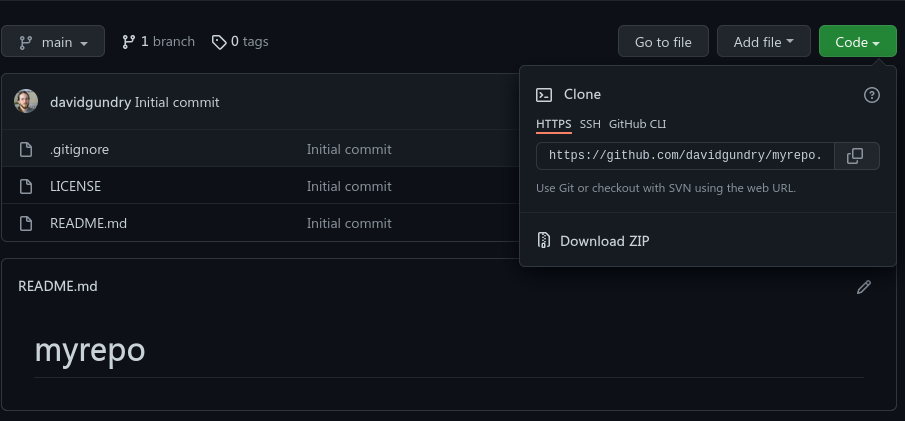 main 1 branch 0 tags Go to file Add file Code
davidgundry Initial commit
.gitignore Initial commit
LICENSE Initial commit
README.md Initial commit
Clone
HTTPS SSH GitHub CLI
https://github.com/davidgundry/myrepo.
Use Git or checkout with SVN using the web URL.
Download ZIP
README.md
myrepo